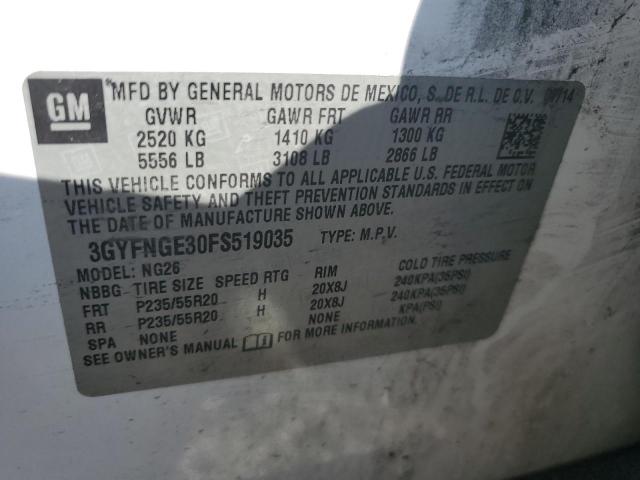 GM
MFD BY GENERAL MOTORS DE MEXICO, S. DE R.L. DE C.V.
GVWR GAWR FRT GAWR RR
2520 KG 1410 KG 1300 KG
5556 LB 3108 LB 2866 LB
THIS VEHICLE CONFORMS TO ALL APPLICABLE U.S. FEDERAL MOTOR
VEHICLE SAFETY AND THEFT PREVENTION STANDARDS IN EFFECT ON
THE DATE OF MANUFACTURE SHOWN ABOVE.
3GYFNGE30FS519035 TYPE: M.P.V.
MODEL: NG26
NBBG TIRE SIZE SPEED RTG RIM COLD TIRE PRESSURE
FRT P235/55R20 H 20X8J 240KPA(35PSI)
RR P235/55R20 H 20X8J 240KPA(35PSI)
SPA NONE NONE KPA(PSI)
SEE OWNER'S MANUAL FOR MORE INFORMATION.